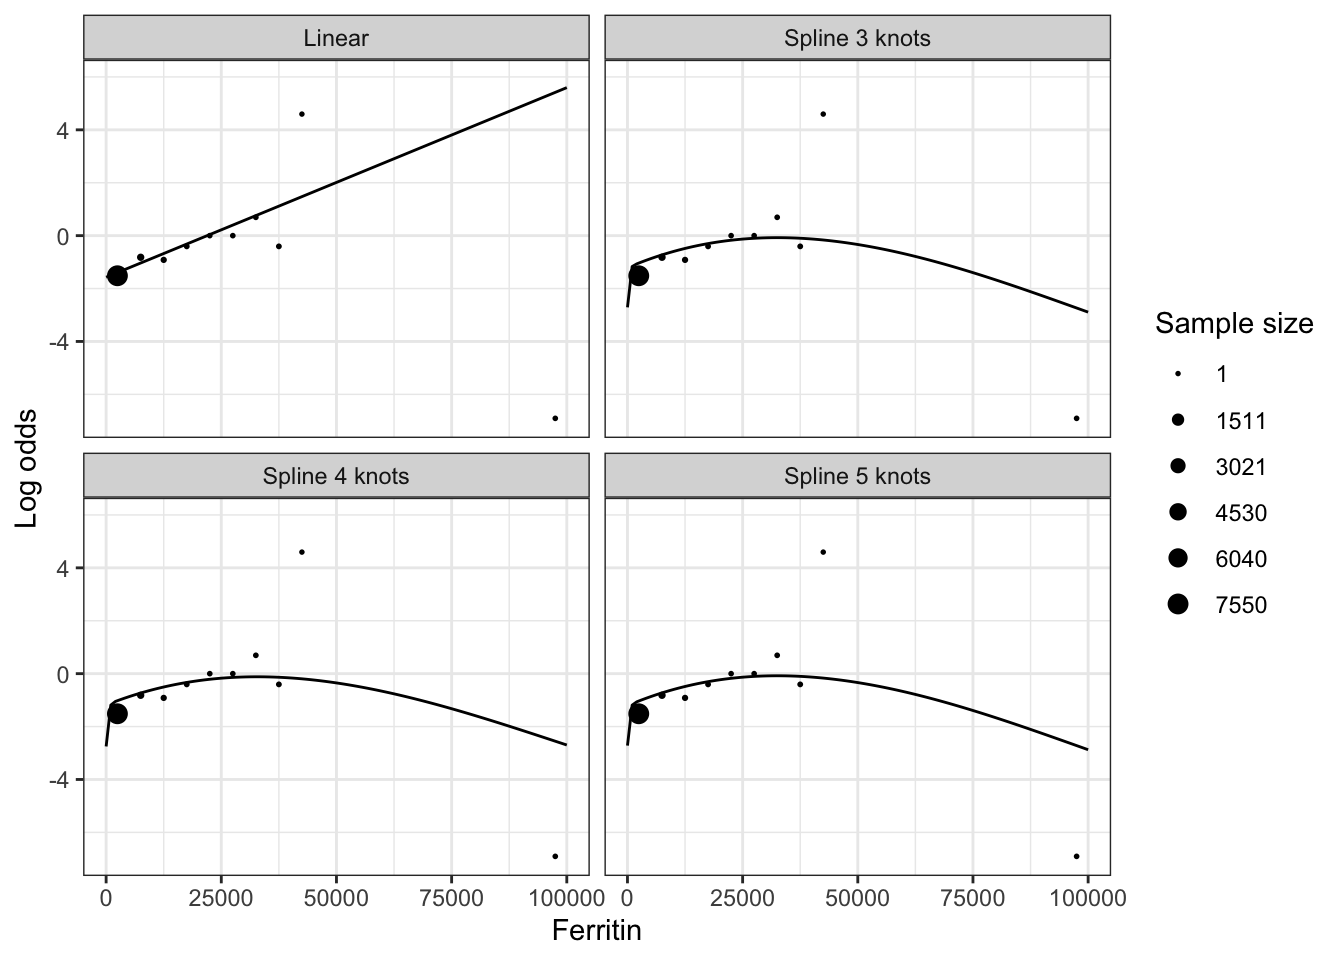 Linear
Spline 3 knots
4
0
-4
Spline 4 knots
Spline 5 knots
4
0
-4
0 25000 50000 75000 100000
0 25000 50000 75000 100000
Ferritin
Log odds
Sample size
1
1511
3021
4530
6040
7550